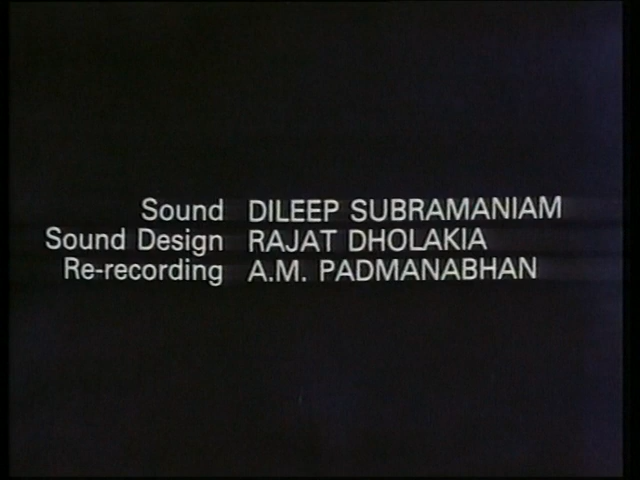 Sound DILEEP SUBRAMANIAM
Sound Design RAJAT DHOLAKIA
Re-recording A.M. PADMANABHAN